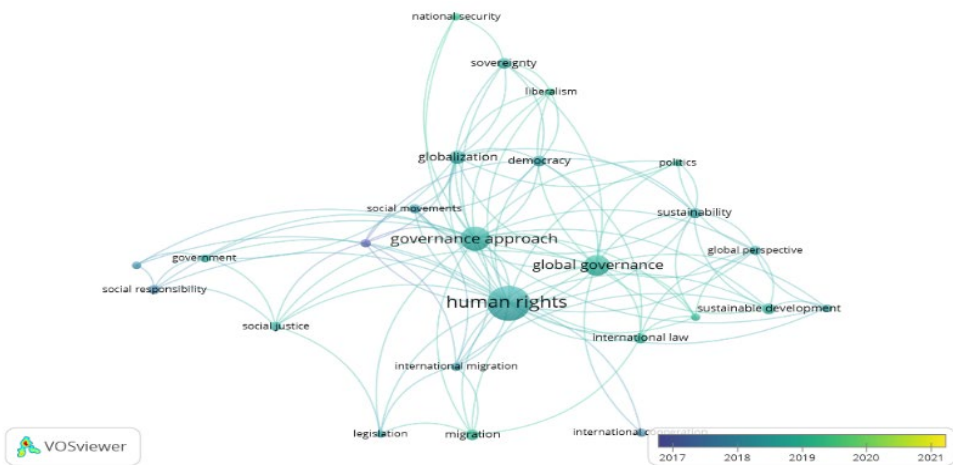 national security
sovereignty
liberalism
globalization
democracy
politics
social movements
sustainability
governance approach
global perspective
government
global governance
social responsibility
human rights
sustainable development
social justice
international law
international migration
legislation
migration
international cooperation
VOSviewer
2017 2018 2019 2020 2021